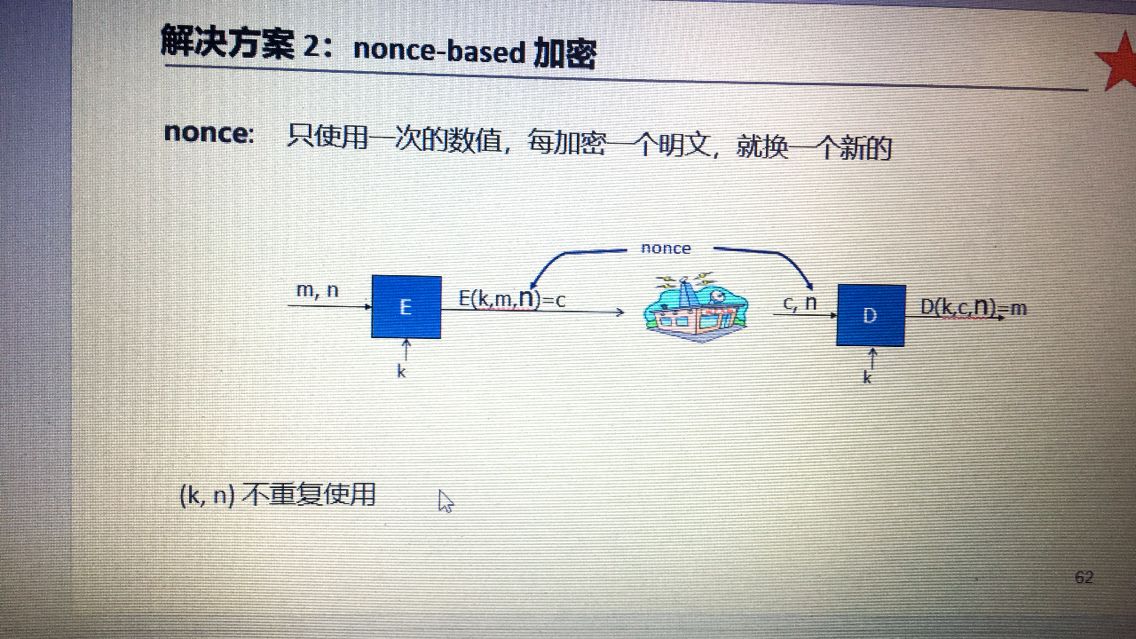 解决方案 2：nonce-based 加密
nonce: 只使用一次的数值，每加密一个明文，就换一个新的
nonce
m, n
E
E(k,m,n)=c
c, n
D
D(k,c,n)=m
k
k
(k, n) 不重复使用
62